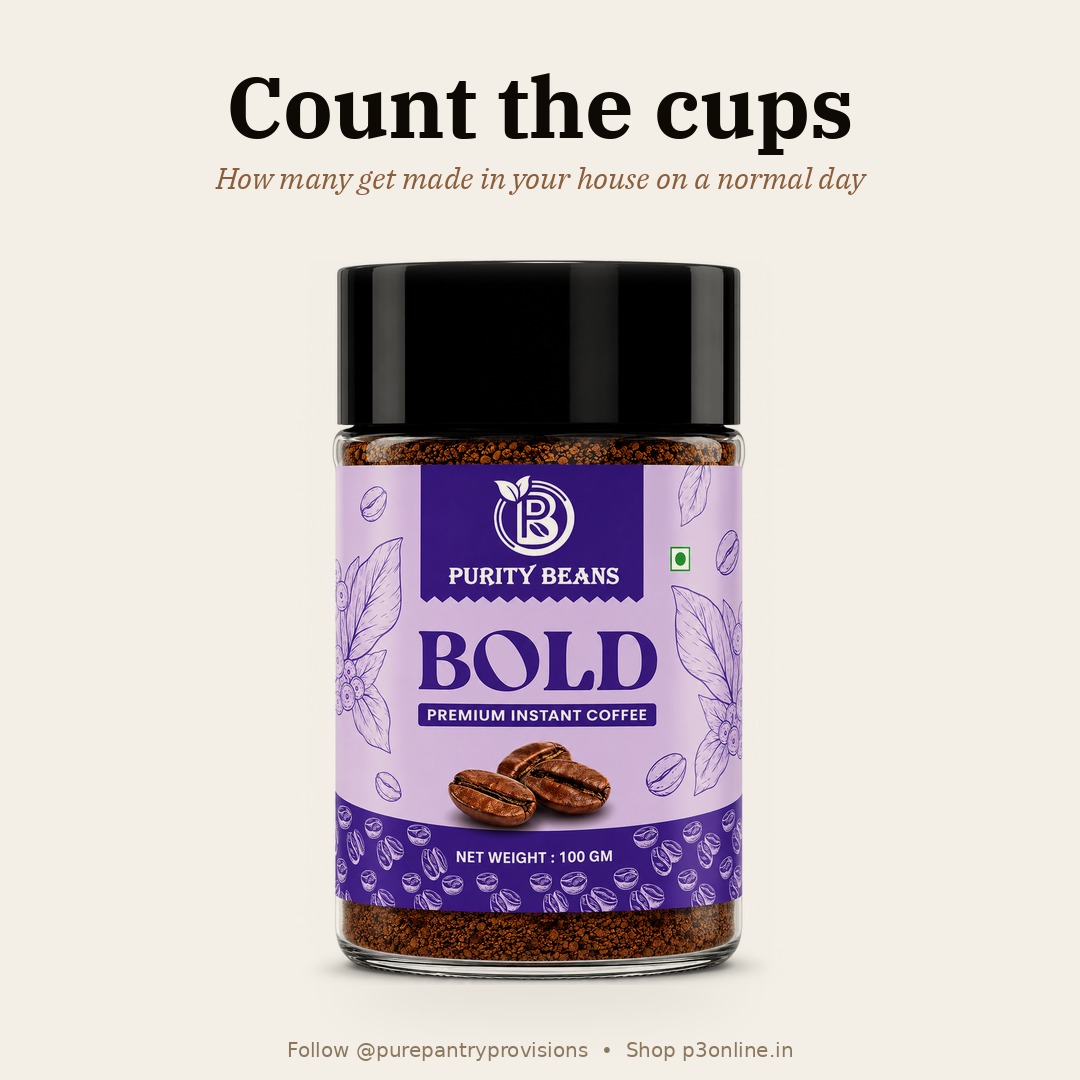 Count the cups
How many get made in your house on a normal day
PURITY BEANS
BOLD
PREMIUM INSTANT COFFEE
NET WEIGHT : 100 GM
Follow @purepantryprovisions • Shop p3online.in